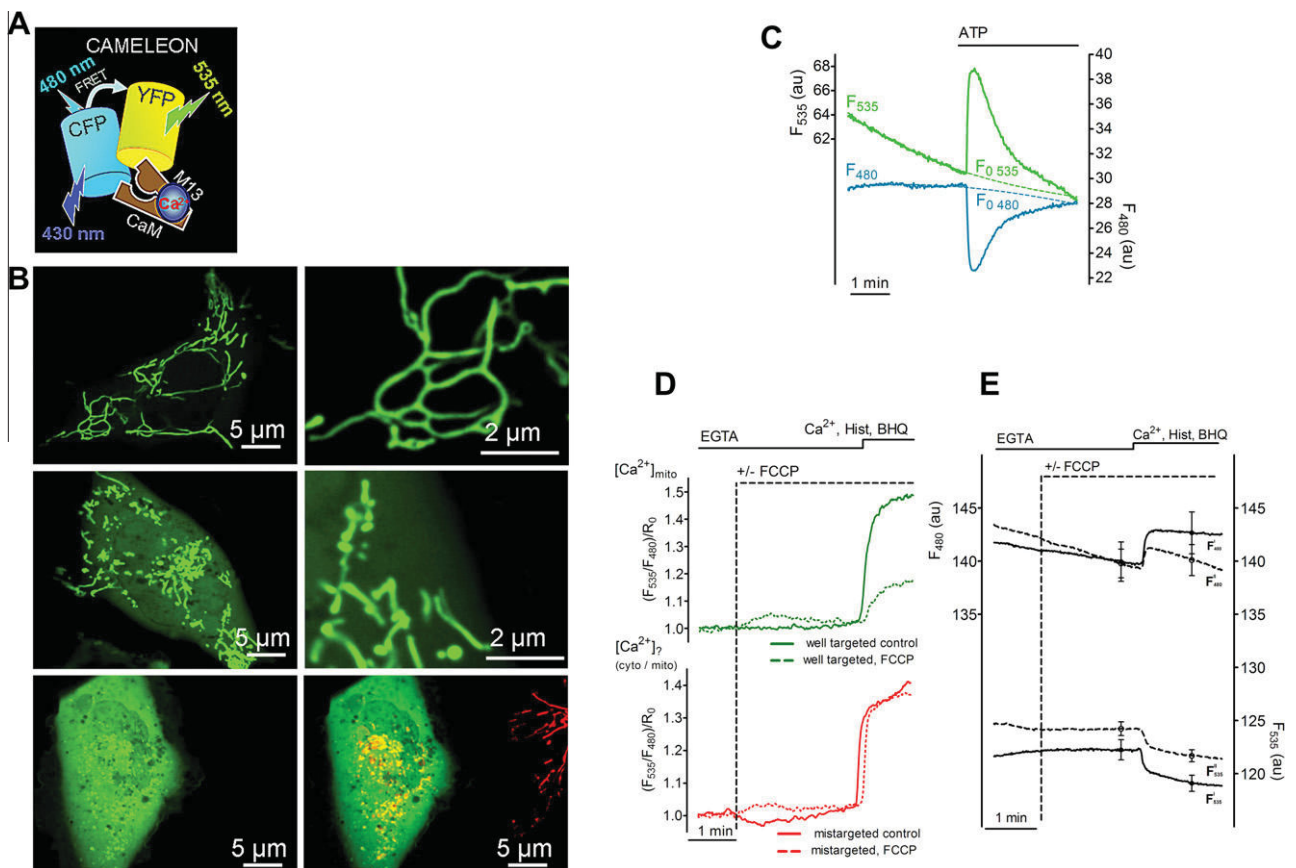 A
CAMELEON
480 nm
FRET
535 nm
YFP
CFP
M13
Ca2+
CaM
430 nm
B
5 µm
2 µm
5 µm
2 µm
5 µm
5 µm
C
ATP
F535 (au)
68
66
64
62
F535
F480
F0 535
F0 480
40
38
36
34
32
30
28
26
24
22
F480 (au)
1 min
D
EGTA
Ca2+, Hist, BHQ
[Ca2+]mito
+/- FCCP
(F535/F480)/R0
1.5
1.4
1.3
1.2
1.1
1.0
well targeted control
well targeted, FCCP
[Ca2+]?
(cyto / mito)
(F535/F480)/R0
1.4
1.3
1.2
1.1
1.0
1 min
mistargeted control
mistargeted, FCCP
E
EGTA
Ca2+, Hist, BHQ
+/- FCCP
F480 (au)
145
140
135
145
140
135
130
125
120
F535 (au)
1 min